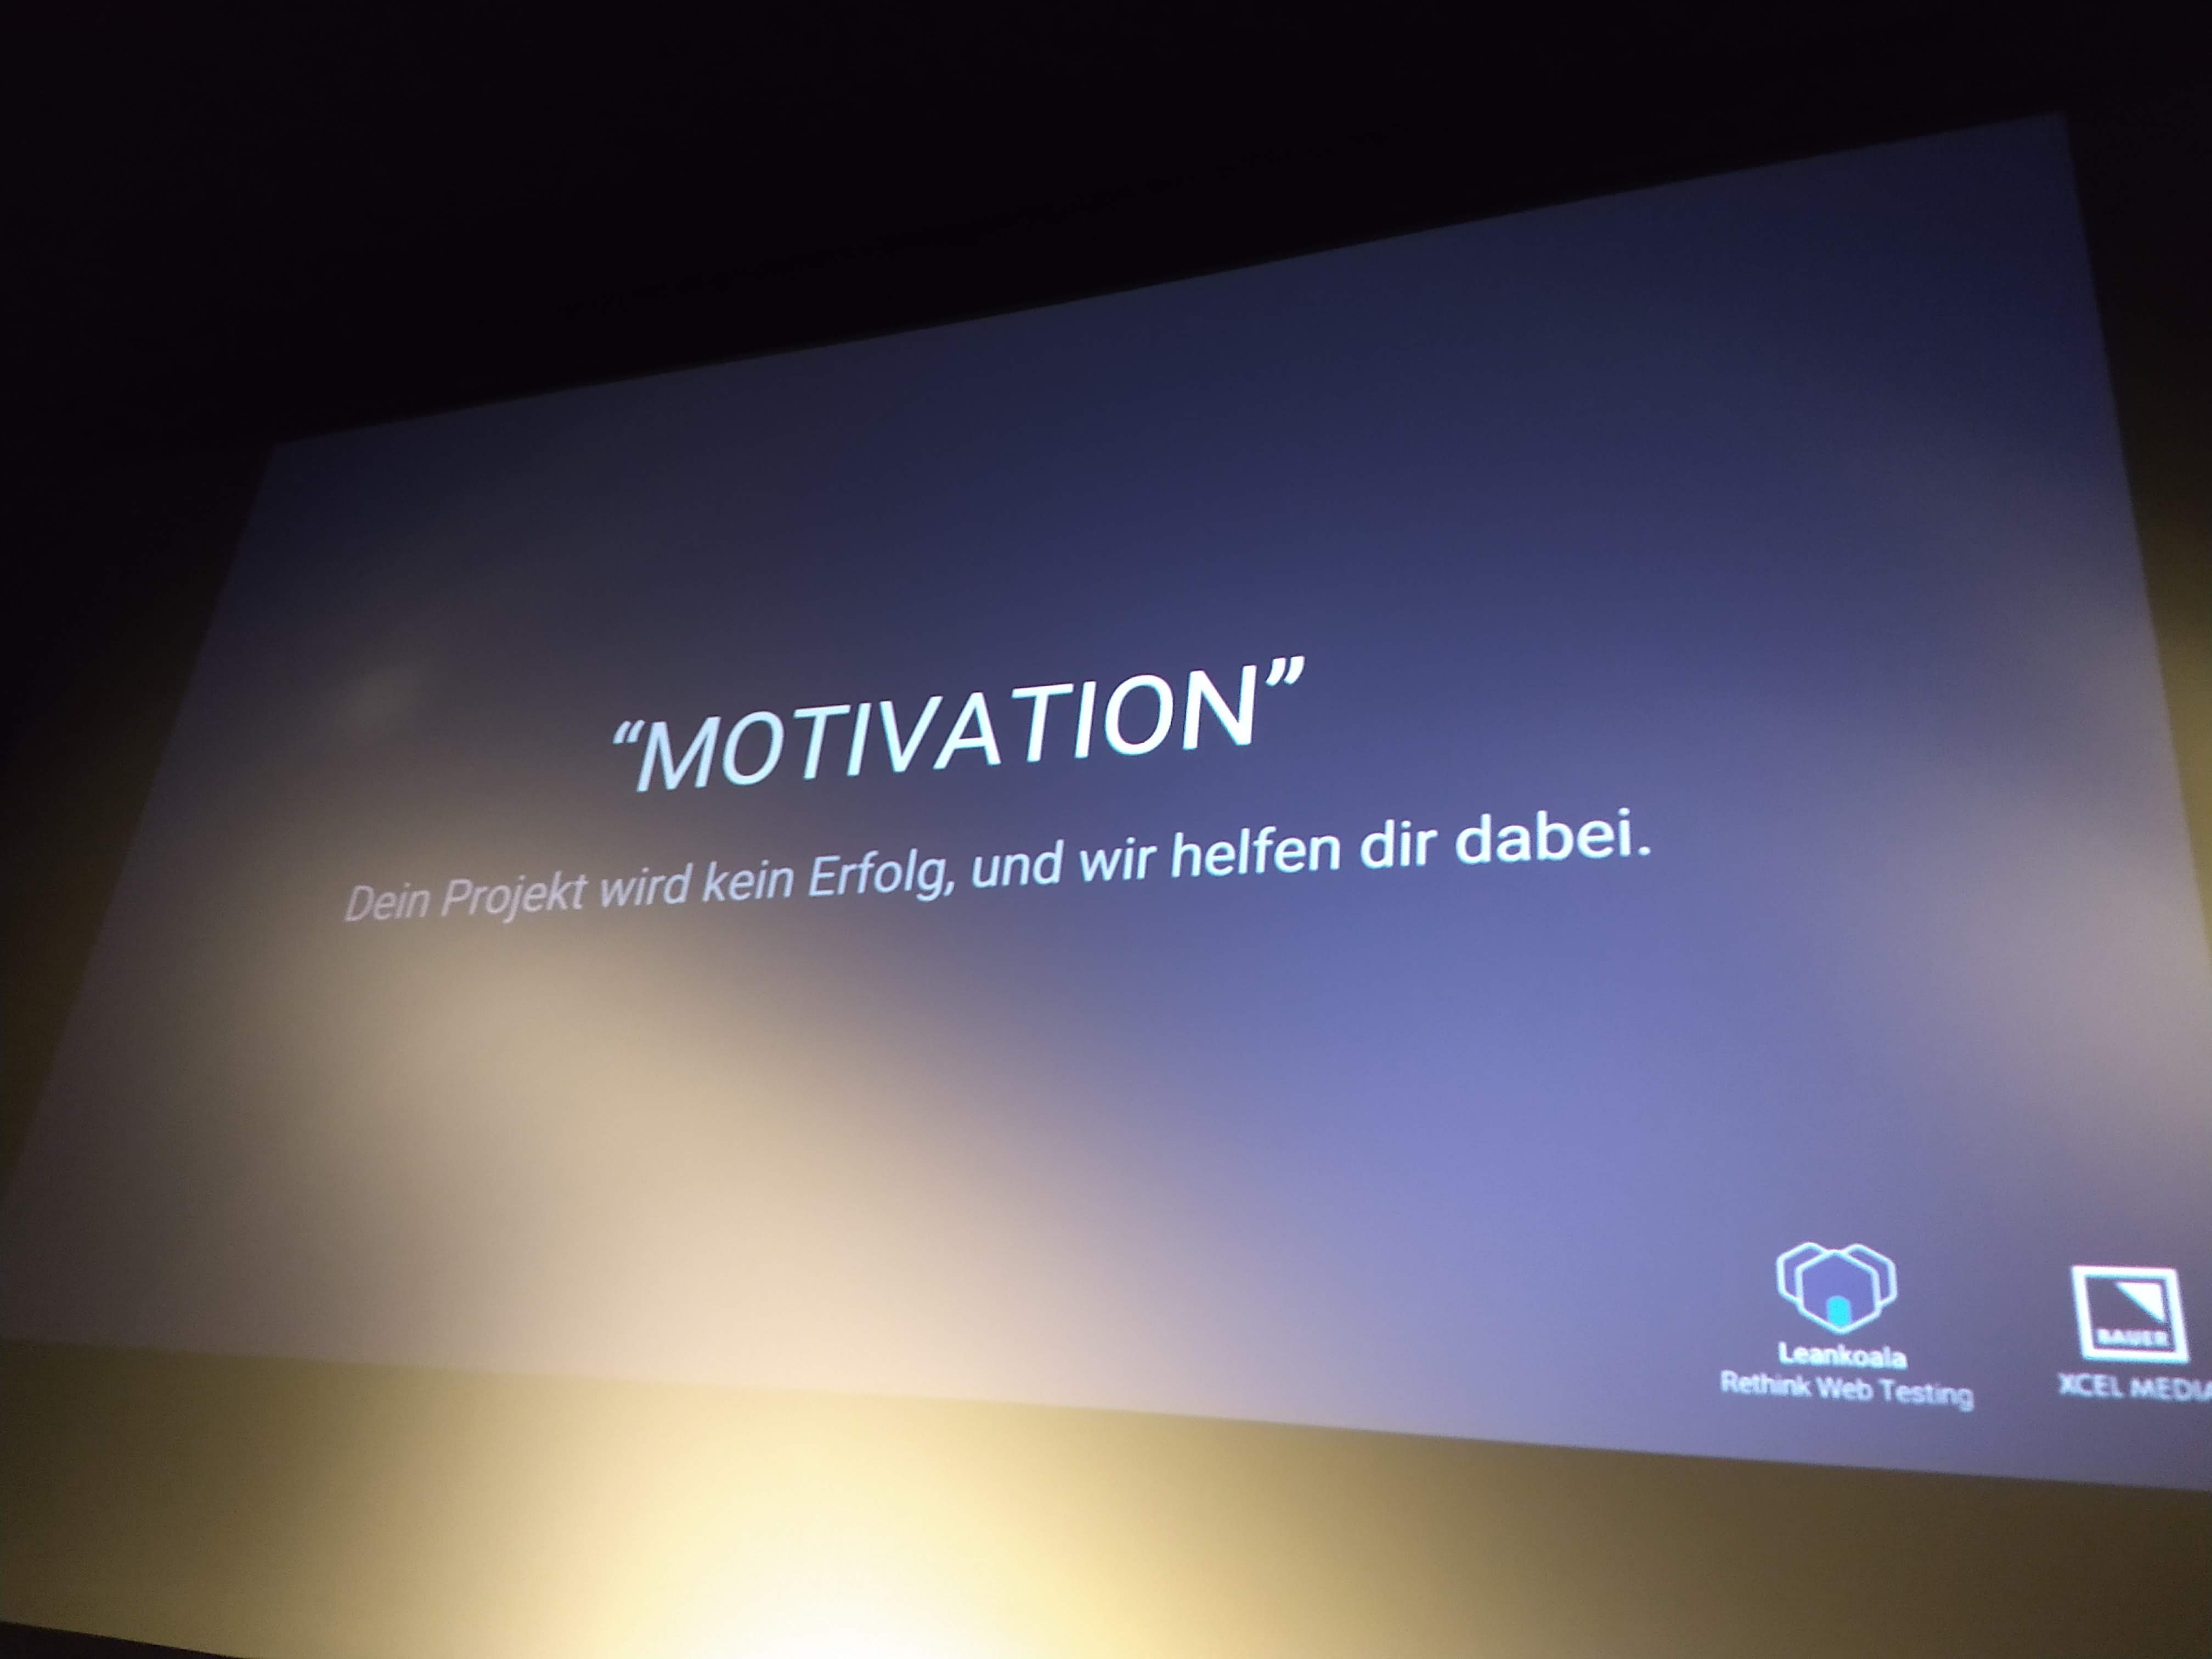 “MOTIVATION”
Dein Projekt wird kein Erfolg, und wir helfen dir dabei.
Leankoala
Rethink Web Testing
BAUER
XCEL MEDIA